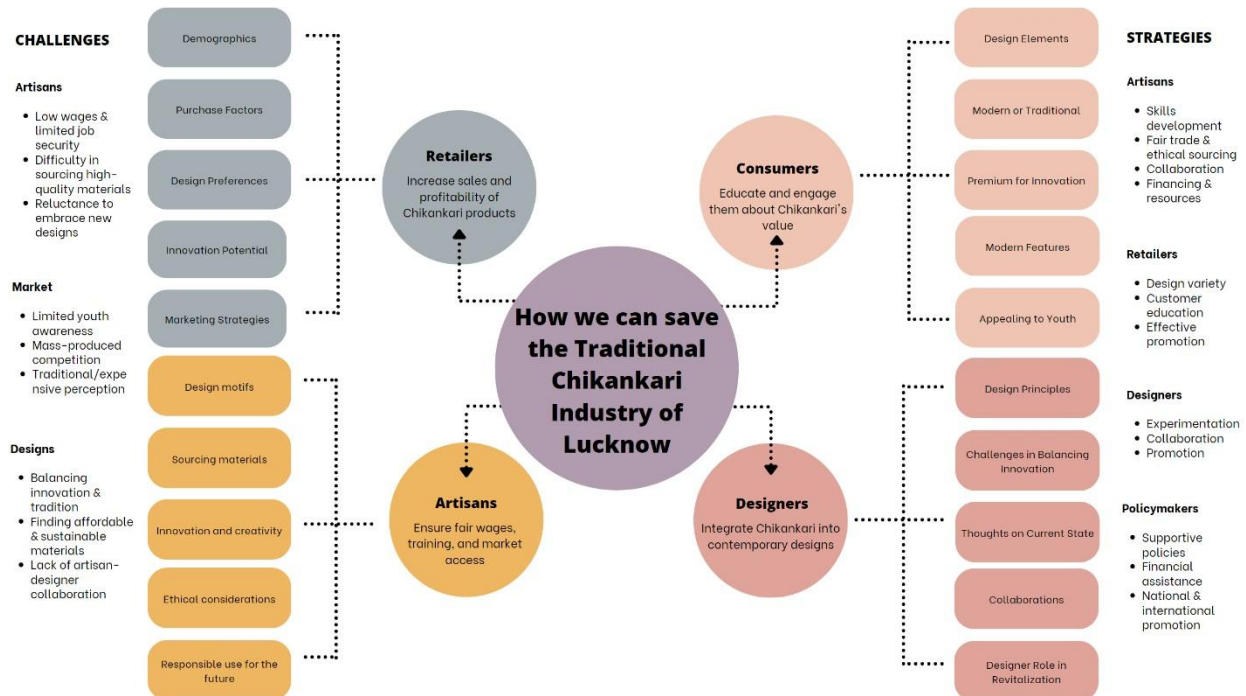 CHALLENGES
Artisans
• Low wages &
limited job
security
• Difficulty in
sourcing high-
quality materials
• Reluctance to
embrace new
designs
Market
• Limited youth
awareness
• Mass-produced
competition
• Traditional/expe
nsive perception
Designs
• Balancing
innovation &
tradition
• Finding affordable
& sustainable
materials
• Lack of artisan-
designer
collaboration
Demographics
Purchase Factors
Design Preferences
Innovation Potential
Marketing Strategies
Design motifs
Sourcing materials
Innovation and creativity
Ethical considerations
Responsible use for the
future
Retailers
Increase sales and
profitability of
Chikankari products
Artisans
Ensure fair wages,
training, and market
access
How we can save
the Traditional
Chikankari
Industry of
Lucknow
Consumers
Educate and engage
them about Chikankari's
value
Designers
Integrate Chikankari into
contemporary designs
Design Elements
Modern or Traditional
Premium for Innovation
Modern Features
Appealing to Youth
Design Principles
Challenges in Balancing
Innovation
Thoughts on Current State
Collaborations
Designer Role in
Revitalization
STRATEGIES
Artisans
• Skills
development
• Fair trade &
ethical sourcing
• Collaboration
• Financing &
resources
Retailers
• Design variety
• Customer
education
• Effective
promotion
Designers
• Experimentation
• Collaboration
• Promotion
Policymakers
• Supportive
policies
• Financial
assistance
• National &
international
promotion